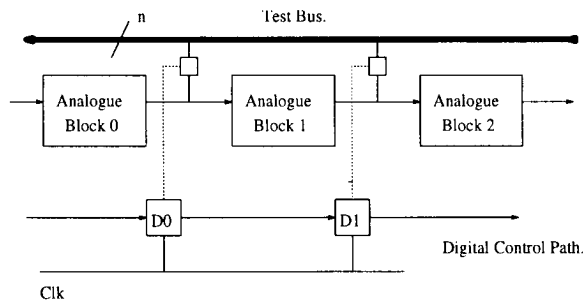 n
Test Bus.
Analogue
Block 0
Analogue
Block 1
Analogue
Block 2
D0
D1
Digital Control Path.
Clk